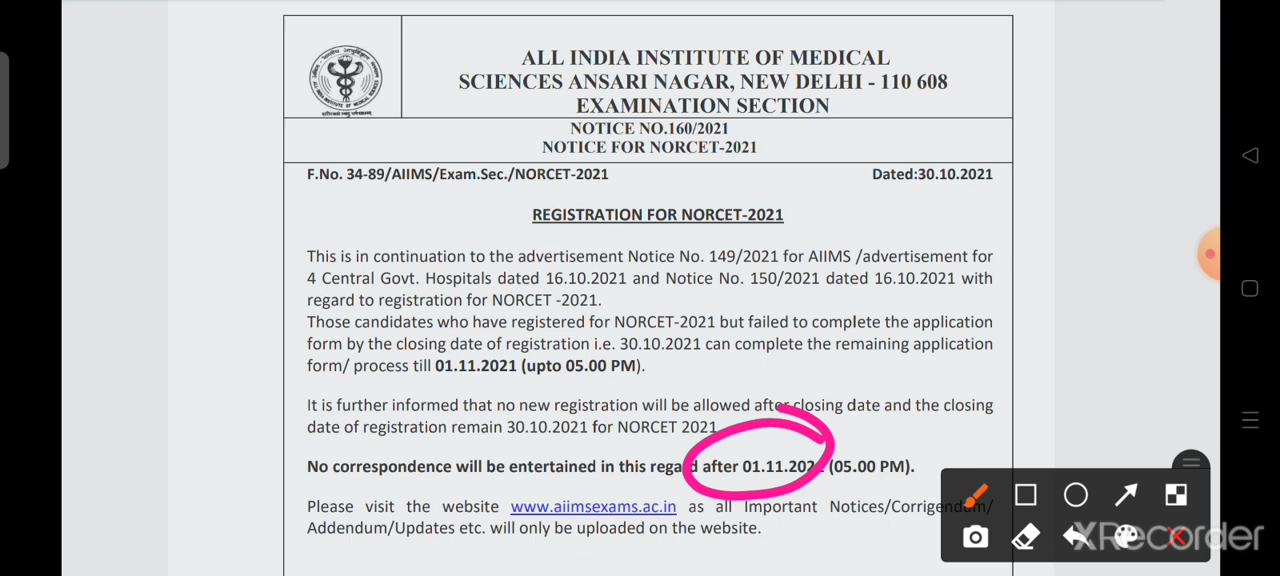 ALL INDIA INSTITUTE OF MEDICAL
SCIENCES ANSARI NAGAR, NEW DELHI - 110 608
EXAMINATION SECTION
NOTICE NO.160/2021
NOTICE FOR NORCET-2021
F.No. 34-89/AIIMS/Exam.Sec./NORCET-2021 Dated:30.10.2021
REGISTRATION FOR NORCET-2021
This is in continuation to the advertisement Notice No. 149/2021 for AIIMS /advertisement for
4 Central Govt. Hospitals dated 16.10.2021 and Notice No. 150/2021 dated 16.10.2021 with
regard to registration for NORCET -2021.
Those candidates who have registered for NORCET-2021 but failed to complete the application
form by the closing date of registration i.e. 30.10.2021 can complete the remaining application
form/ process till 01.11.2021 (upto 05.00 PM).
It is further informed that no new registration will be allowed after closing date and the closing
date of registration remain 30.10.2021 for NORCET 2021
No correspondence will be entertained in this regard after 01.11.2021 (05.00 PM).
Please visit the website www.aiimsexams.ac.in as all Important Notices/Corrigendum/
Addendum/Updates etc. will only be uploaded on the website.
XRecorder